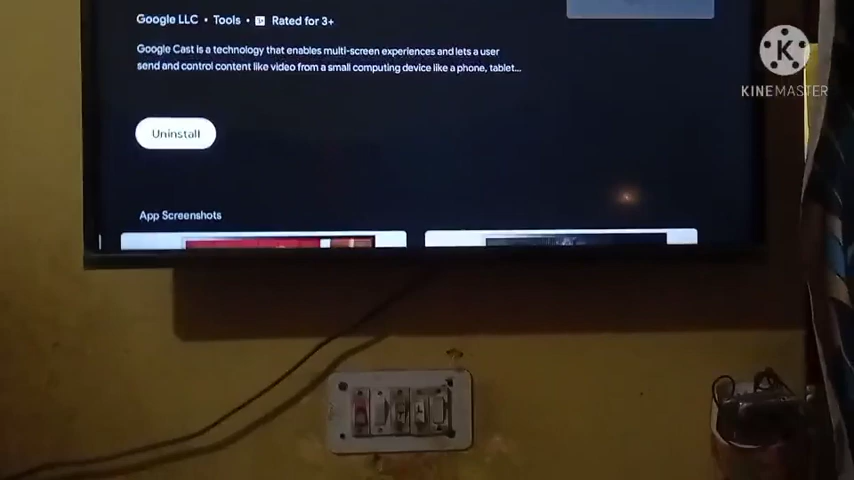 Google LLC • Tools • 3+ Rated for 3+
Google Cast is a technology that enables multi-screen experiences and lets a user
send and control content like video from a small computing device like a phone, tablet...
Uninstall
App Screenshots
K
KINEMASTER